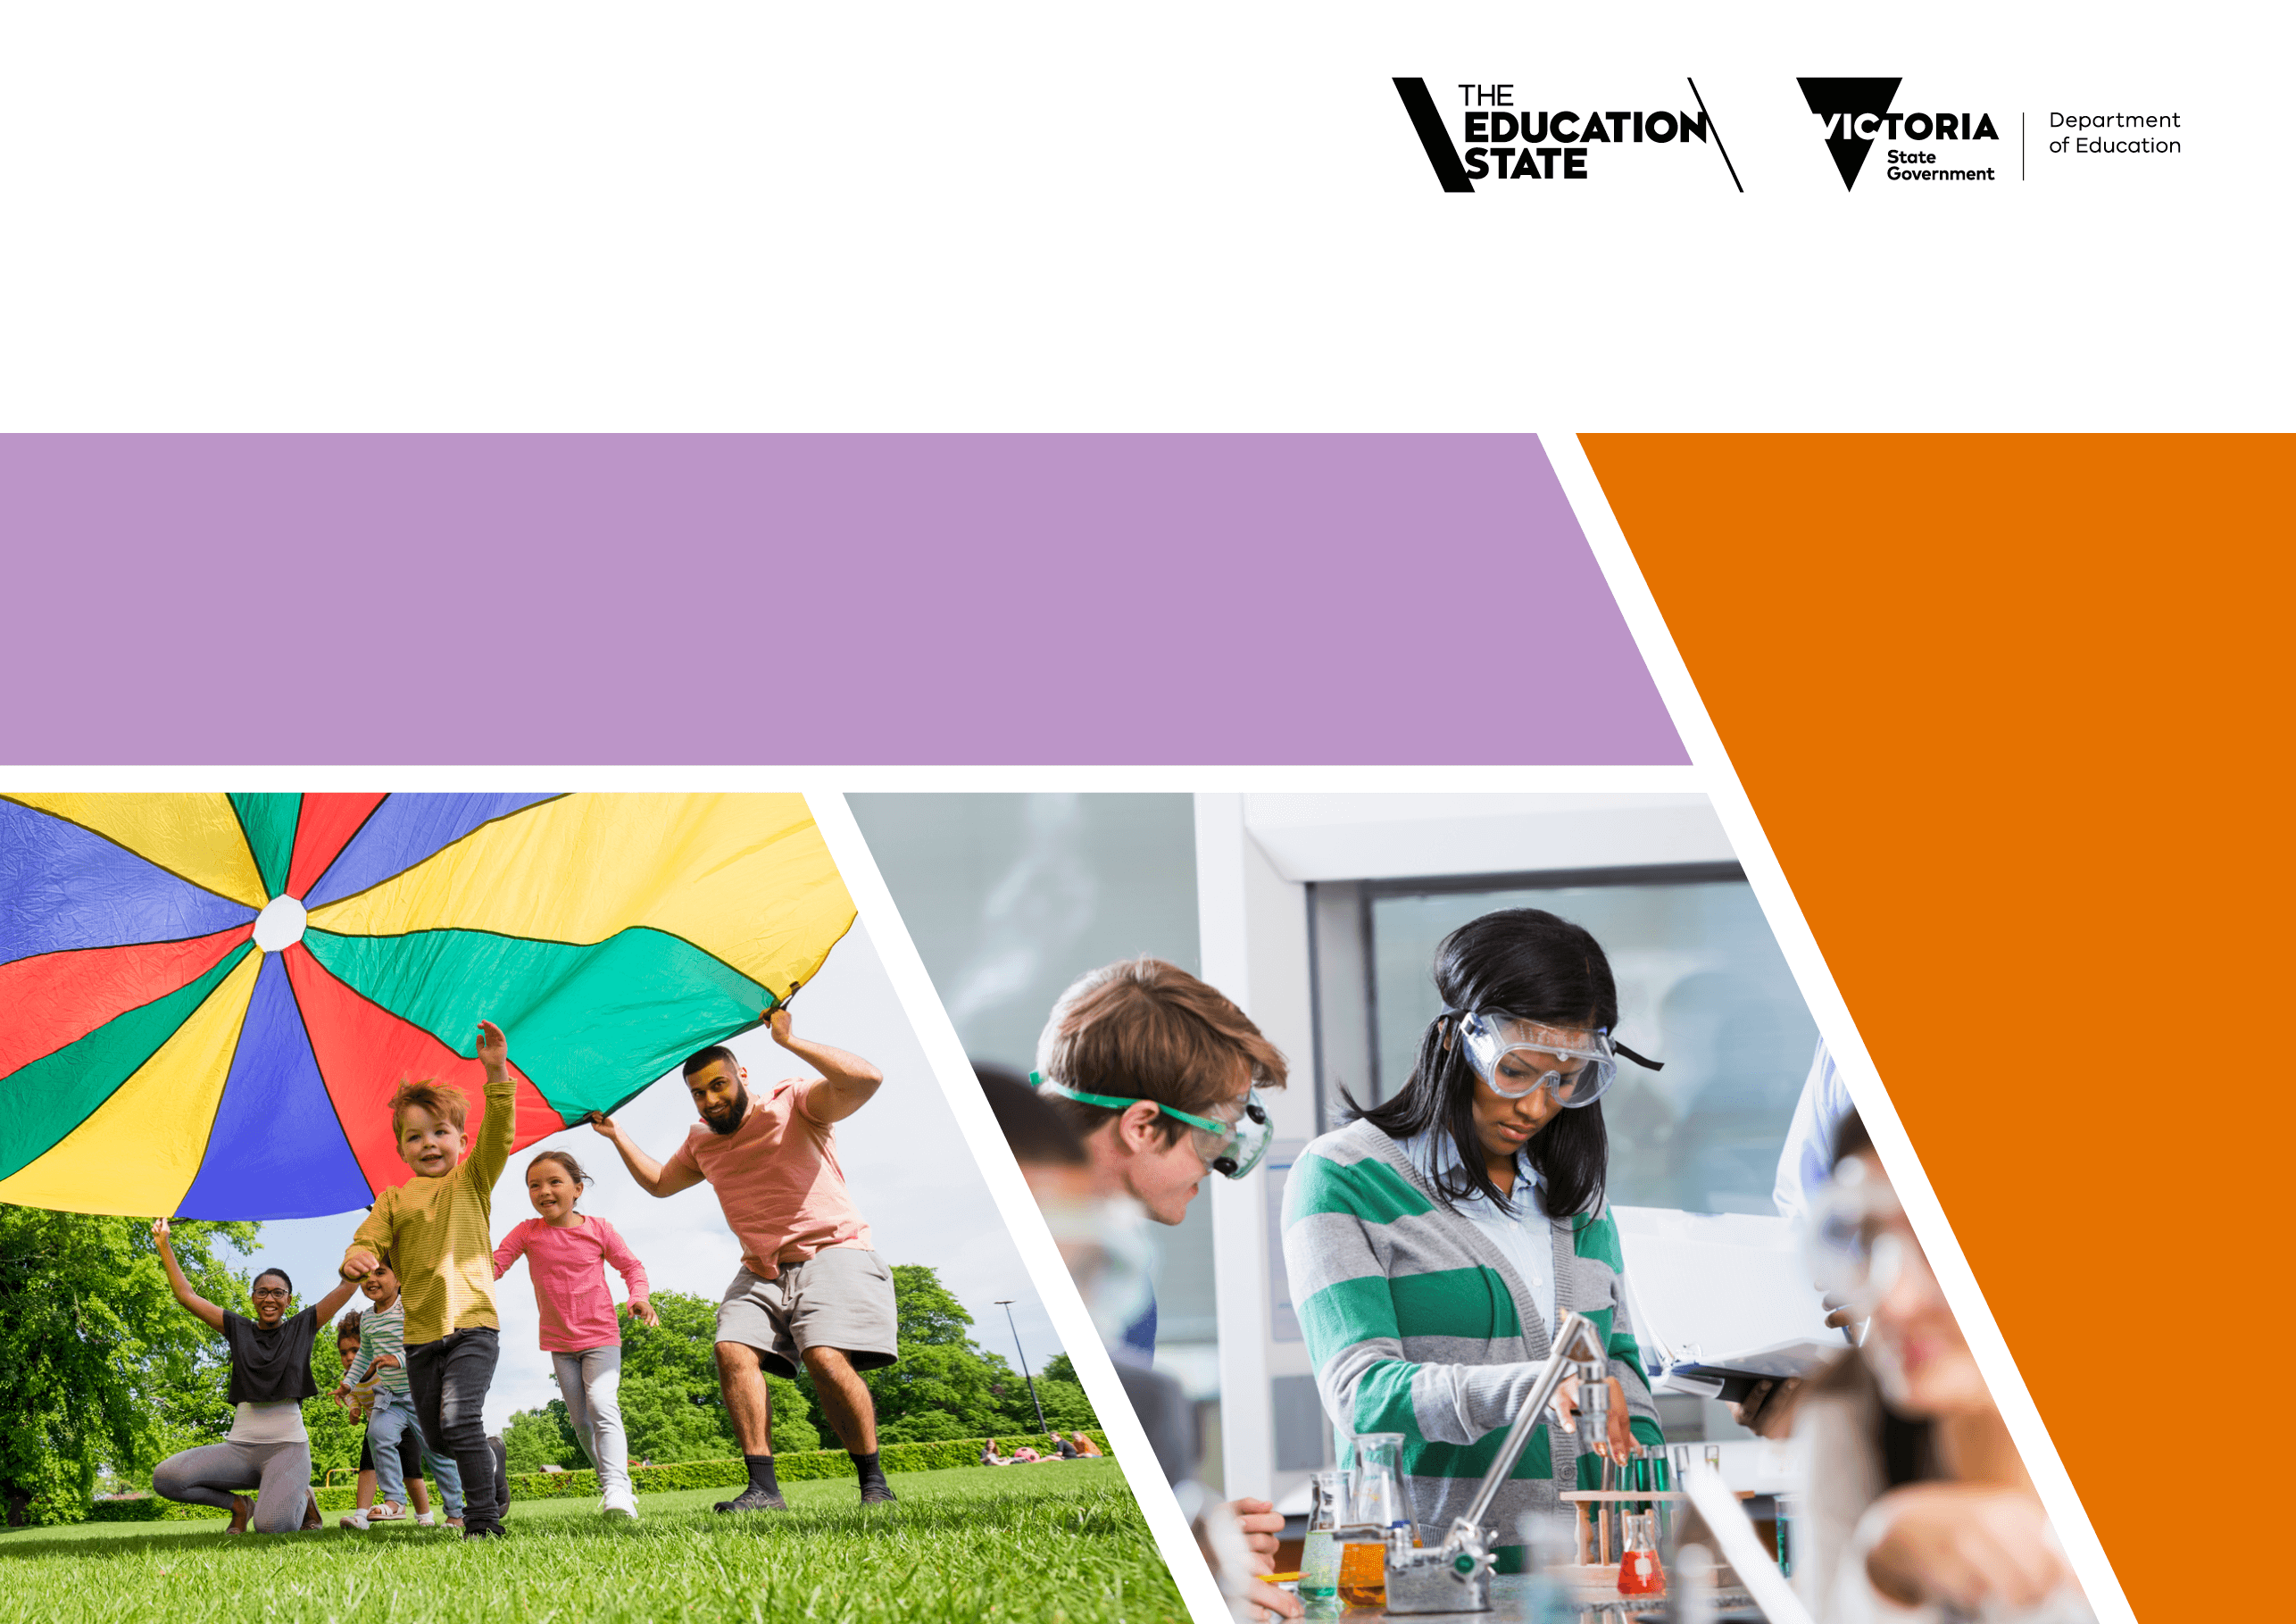 THE
EDUCATION
STATE
VICTORIA
State
Government
Department
of Education